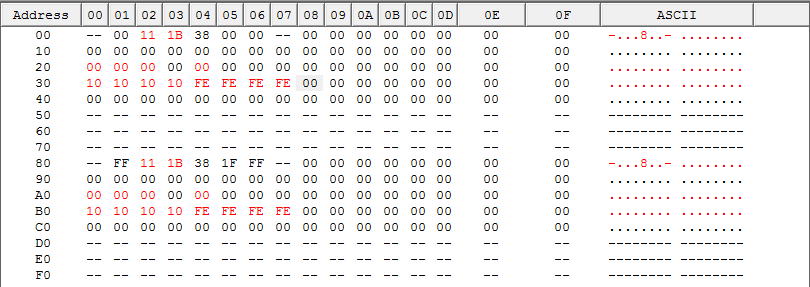 Address 00 01 02 03 04 05 06 07 08 09 0A 0B 0C 0D 0E 0F ASCII
00 -- 00 11 1B 38 00 00 -- 00 00 00 00 00 00 00 00 -...8..- ........
10 00 00 00 00 00 00 00 00 00 00 00 00 00 00 00 00 ........ ........
20 00 00 00 00 00 00 00 00 00 00 00 00 00 00 00 00 ........ ........
30 10 10 10 10 FE FE FE FE 00 00 00 00 00 00 00 00 ........ ........
40 00 00 00 00 00 00 00 00 00 00 00 00 00 00 00 00 ........ ........
50 -- -- -- -- -- -- -- -- -- -- -- -- -- -- -- -- -------- --------
60 -- -- -- -- -- -- -- -- -- -- -- -- -- -- -- -- -------- --------
70 -- -- -- -- -- -- -- -- -- -- -- -- -- -- -- -- -------- --------
80 -- FF 11 1B 38 1F FF -- 00 00 00 00 00 00 00 00 -...8..- ........
90 00 00 00 00 00 00 00 00 00 00 00 00 00 00 00 00 ........ ........
A0 00 00 00 00 00 00 00 00 00 00 00 00 00 00 00 00 ........ ........
B0 10 10 10 10 FE FE FE FE 00 00 00 00 00 00 00 00 ........ ........
C0 00 00 00 00 00 00 00 00 00 00 00 00 00 00 00 00 ........ ........
D0 -- -- -- -- -- -- -- -- -- -- -- -- -- -- -- -- -------- --------
E0 -- -- -- -- -- -- -- -- -- -- -- -- -- -- -- -- -------- --------
F0 -- -- -- -- -- -- -- -- -- -- -- -- -- -- -- -- -------- --------